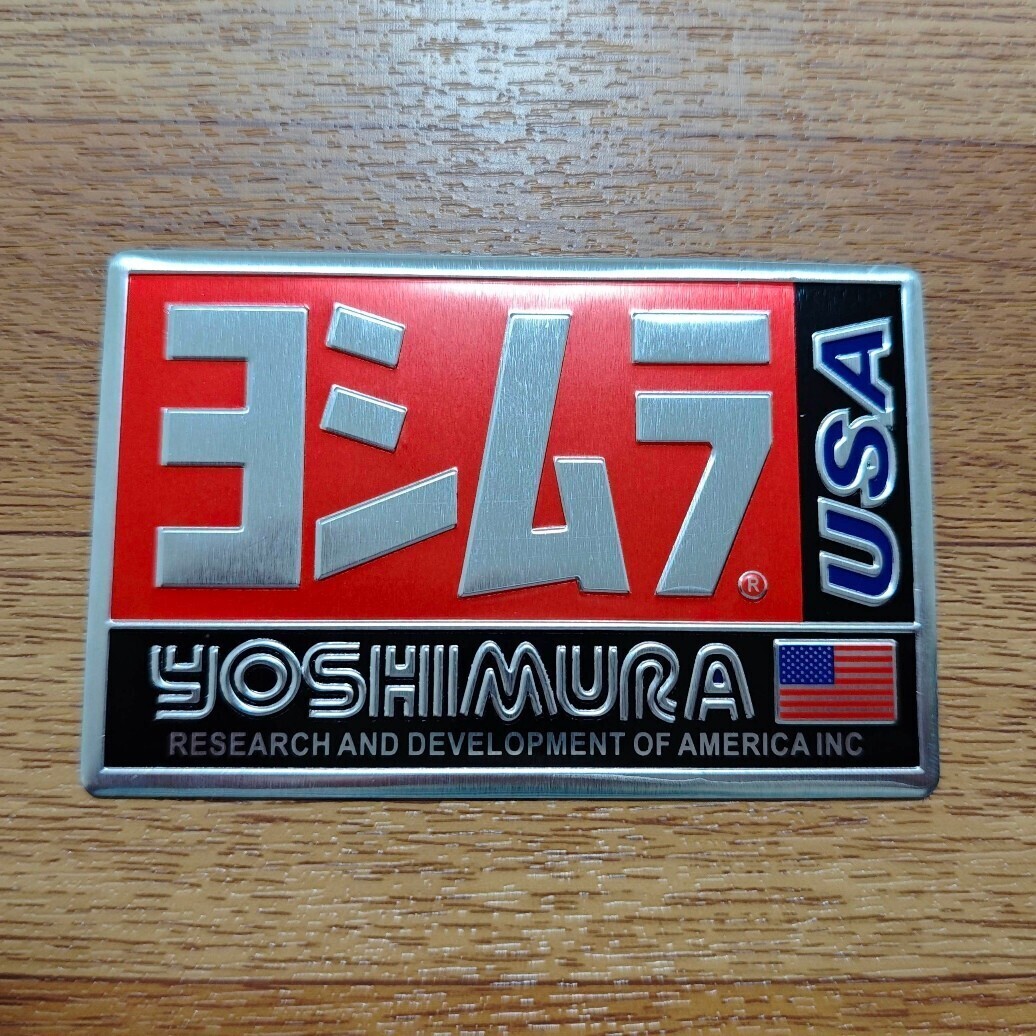 ヨシムラ®
USA
YOSHIMURA
RESEARCH AND DEVELOPMENT OF AMERICA INC